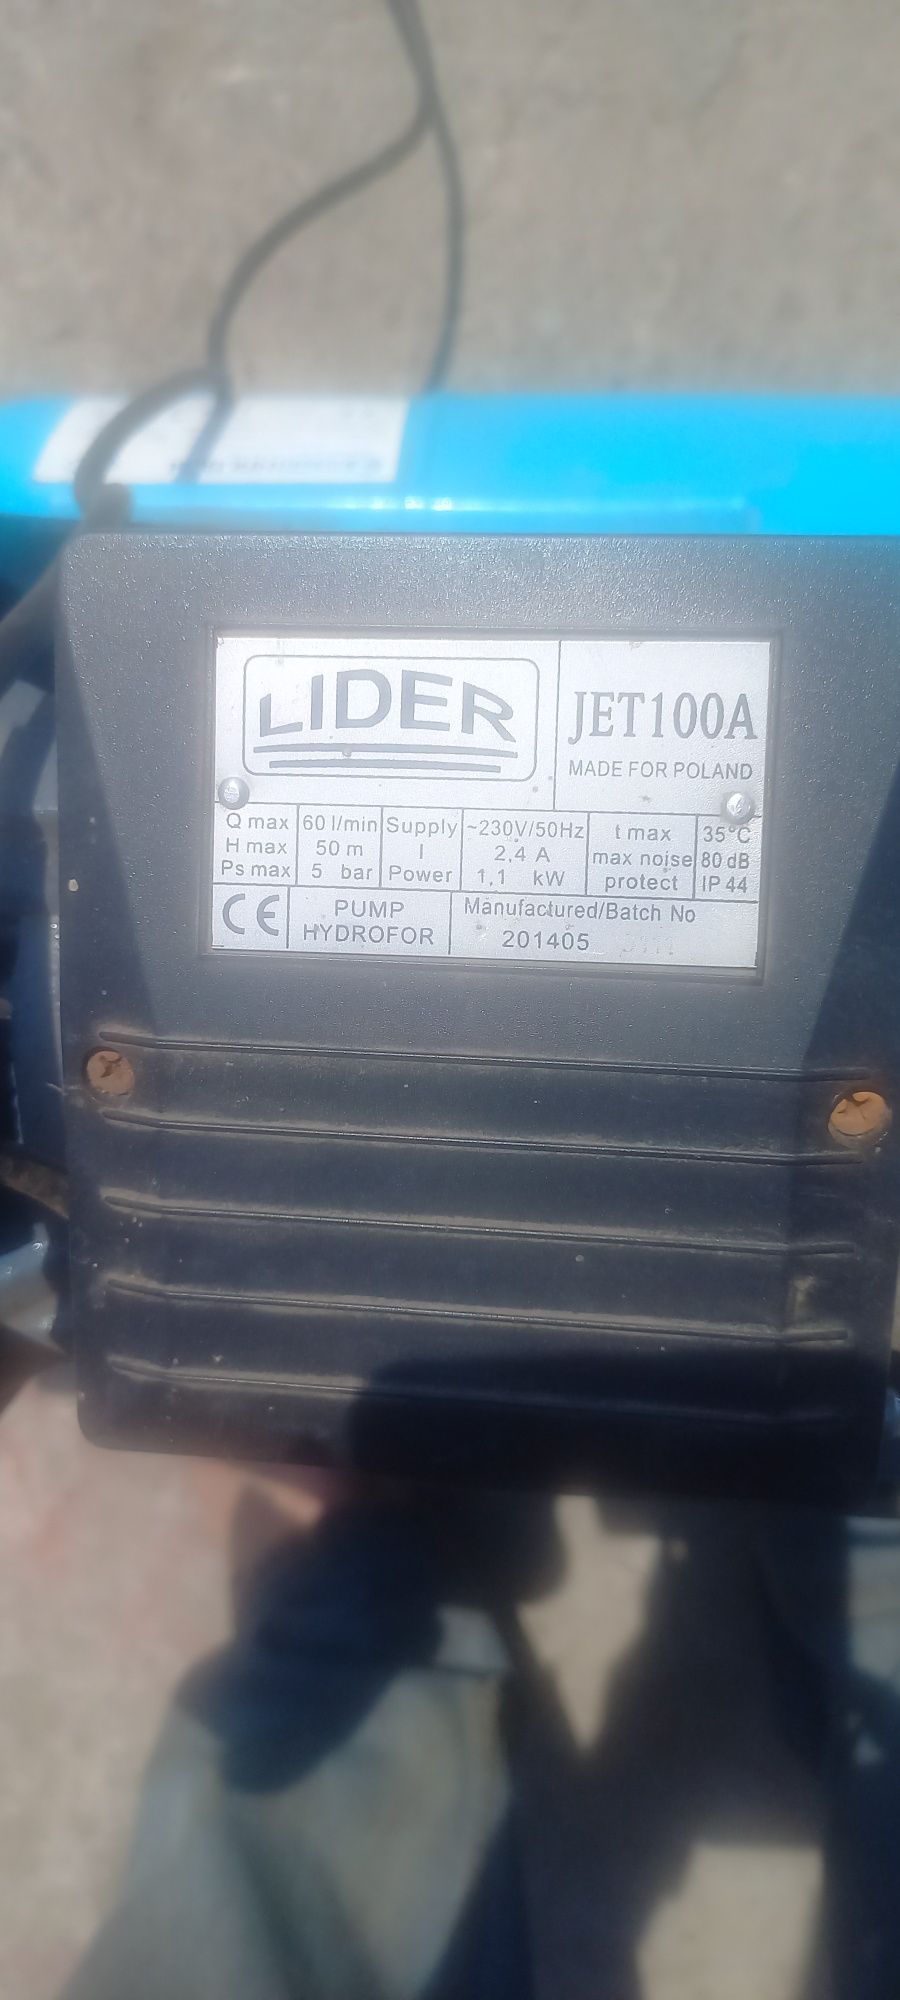 LIDER
JET100A
MADE FOR POLAND
Q max 60 l/min Supply ~230V/50Hz t max 35°C
H max 50 m I 2,4 A max noise 80 dB
Ps max 5 bar Power 1,1 kW protect IP 44
CE PUMP HYDROFOR Manufactured/Batch No
201405